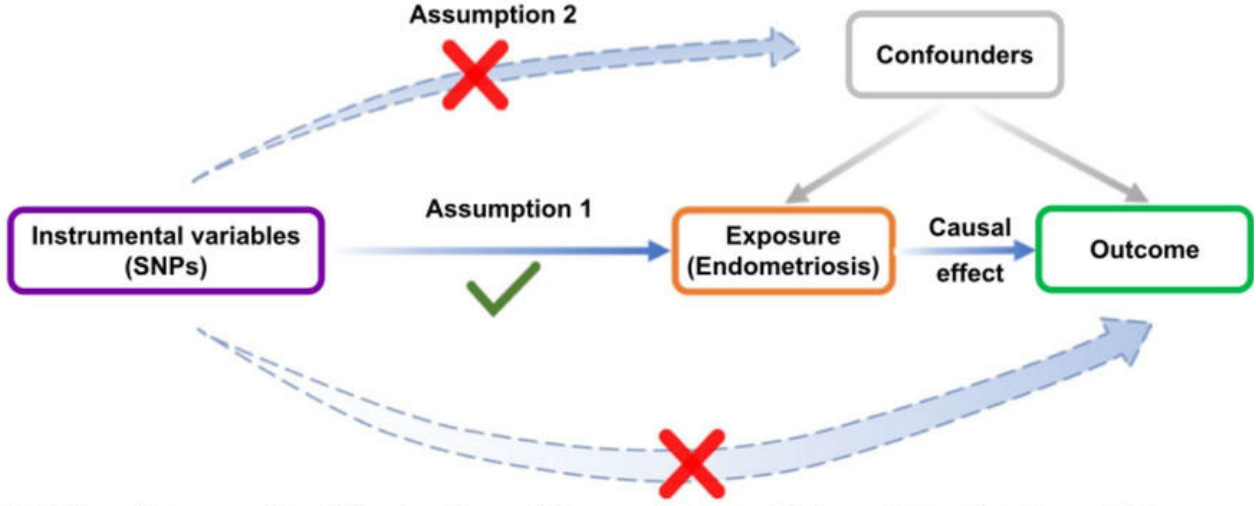 Assumption 2
Confounders
Assumption 1
Instrumental variables
(SNPs)
Exposure
(Endometriosis)
Causal
effect
Outcome